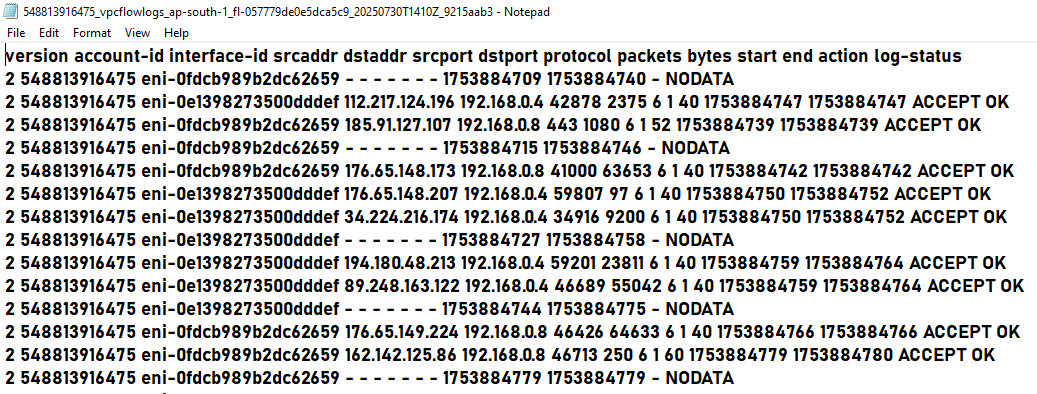 548813916475_vpcflowlogs_ap-south-1_fl-057779de0e5dca5c9_20250730T1410Z_9215aab3 - Notepad
File Edit Format View Help
version account-id interface-id srcaddr dstaddr srcport dstport protocol packets bytes start end action log-status
2 548813916475 eni-0fdcb989b2dc62659 - - - - - - - 1753884709 1753884740 - NODATA
2 548813916475 eni-0e1398273500dddef 112.217.124.196 192.168.0.4 42878 2375 6 1 40 1753884747 1753884747 ACCEPT OK
2 548813916475 eni-0fdcb989b2dc62659 185.91.127.107 192.168.0.8 443 1080 6 1 52 1753884739 1753884739 ACCEPT OK
2 548813916475 eni-0fdcb989b2dc62659 - - - - - - - 1753884715 1753884746 - NODATA
2 548813916475 eni-0fdcb989b2dc62659 176.65.148.173 192.168.0.8 41000 63653 6 1 40 1753884742 1753884742 ACCEPT OK
2 548813916475 eni-0e1398273500dddef 176.65.148.207 192.168.0.4 59807 97 6 1 40 1753884750 1753884752 ACCEPT OK
2 548813916475 eni-0e1398273500dddef 34.224.216.174 192.168.0.4 34916 9200 6 1 40 1753884750 1753884752 ACCEPT OK
2 548813916475 eni-0e1398273500dddef - - - - - - - 1753884727 1753884758 - NODATA
2 548813916475 eni-0e1398273500dddef 194.180.48.213 192.168.0.4 59201 23811 6 1 40 1753884759 1753884764 ACCEPT OK
2 548813916475 eni-0e1398273500dddef 89.248.163.122 192.168.0.4 46689 55042 6 1 40 1753884759 1753884764 ACCEPT OK
2 548813916475 eni-0e1398273500dddef - - - - - - - 1753884744 1753884775 - NODATA
2 548813916475 eni-0fdcb989b2dc62659 176.65.149.224 192.168.0.8 46426 64633 6 1 40 1753884766 1753884766 ACCEPT OK
2 548813916475 eni-0fdcb989b2dc62659 162.142.125.86 192.168.0.8 46713 250 6 1 60 1753884779 1753884780 ACCEPT OK
2 548813916475 eni-0fdcb989b2dc62659 - - - - - - - 1753884779 1753884779 - NODATA